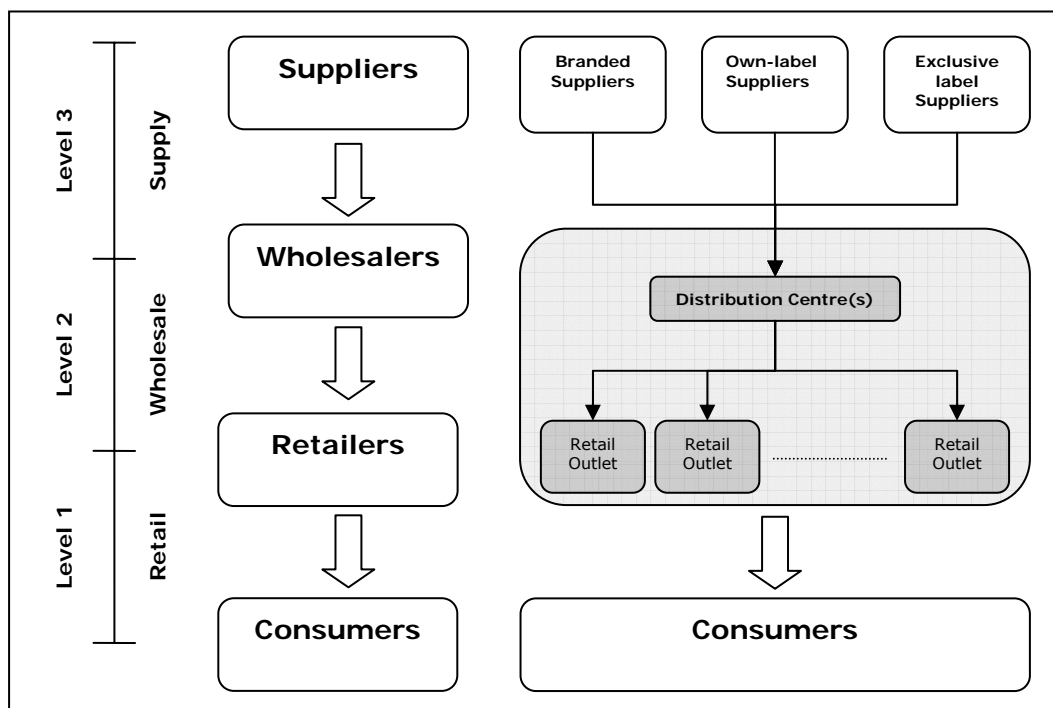 Level 3
Supply
Level 2
Wholesale
Level 1
Retail
Suppliers
Wholesalers
Retailers
Consumers
Branded
Suppliers
Own-label
Suppliers
Exclusive
label
Suppliers
Distribution Centre(s)
Retail
Outlet
Retail
Outlet
Retail
Outlet
Consumers